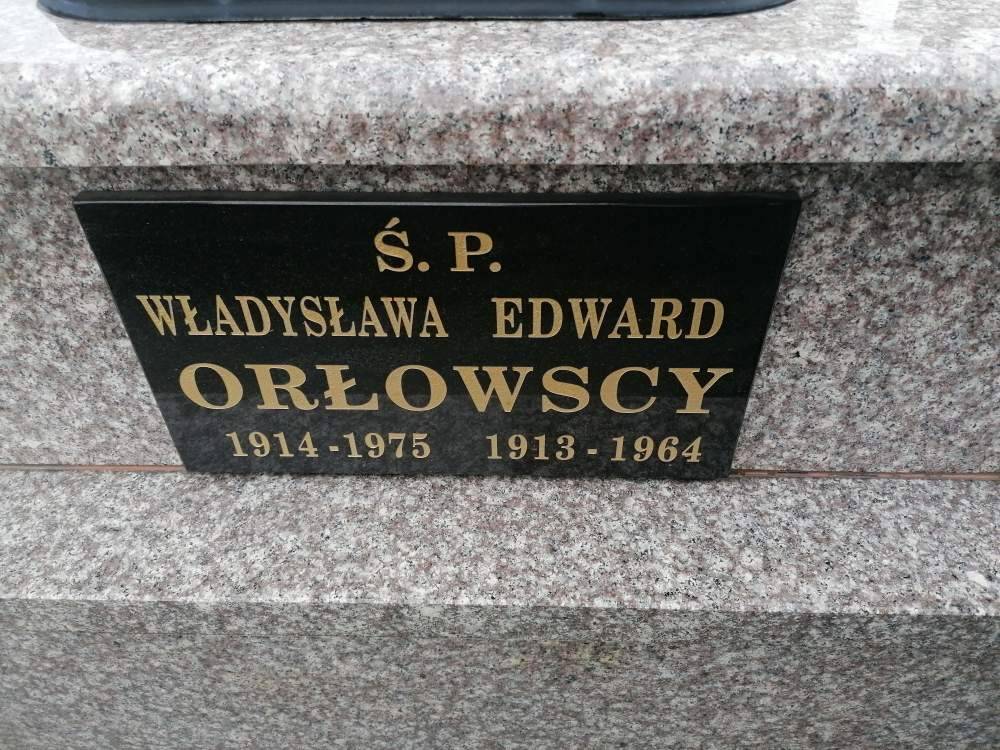 Ś. P.
WŁADYSŁAWA EDWARD
ORŁOWSCY
1914-1975 1913-1964